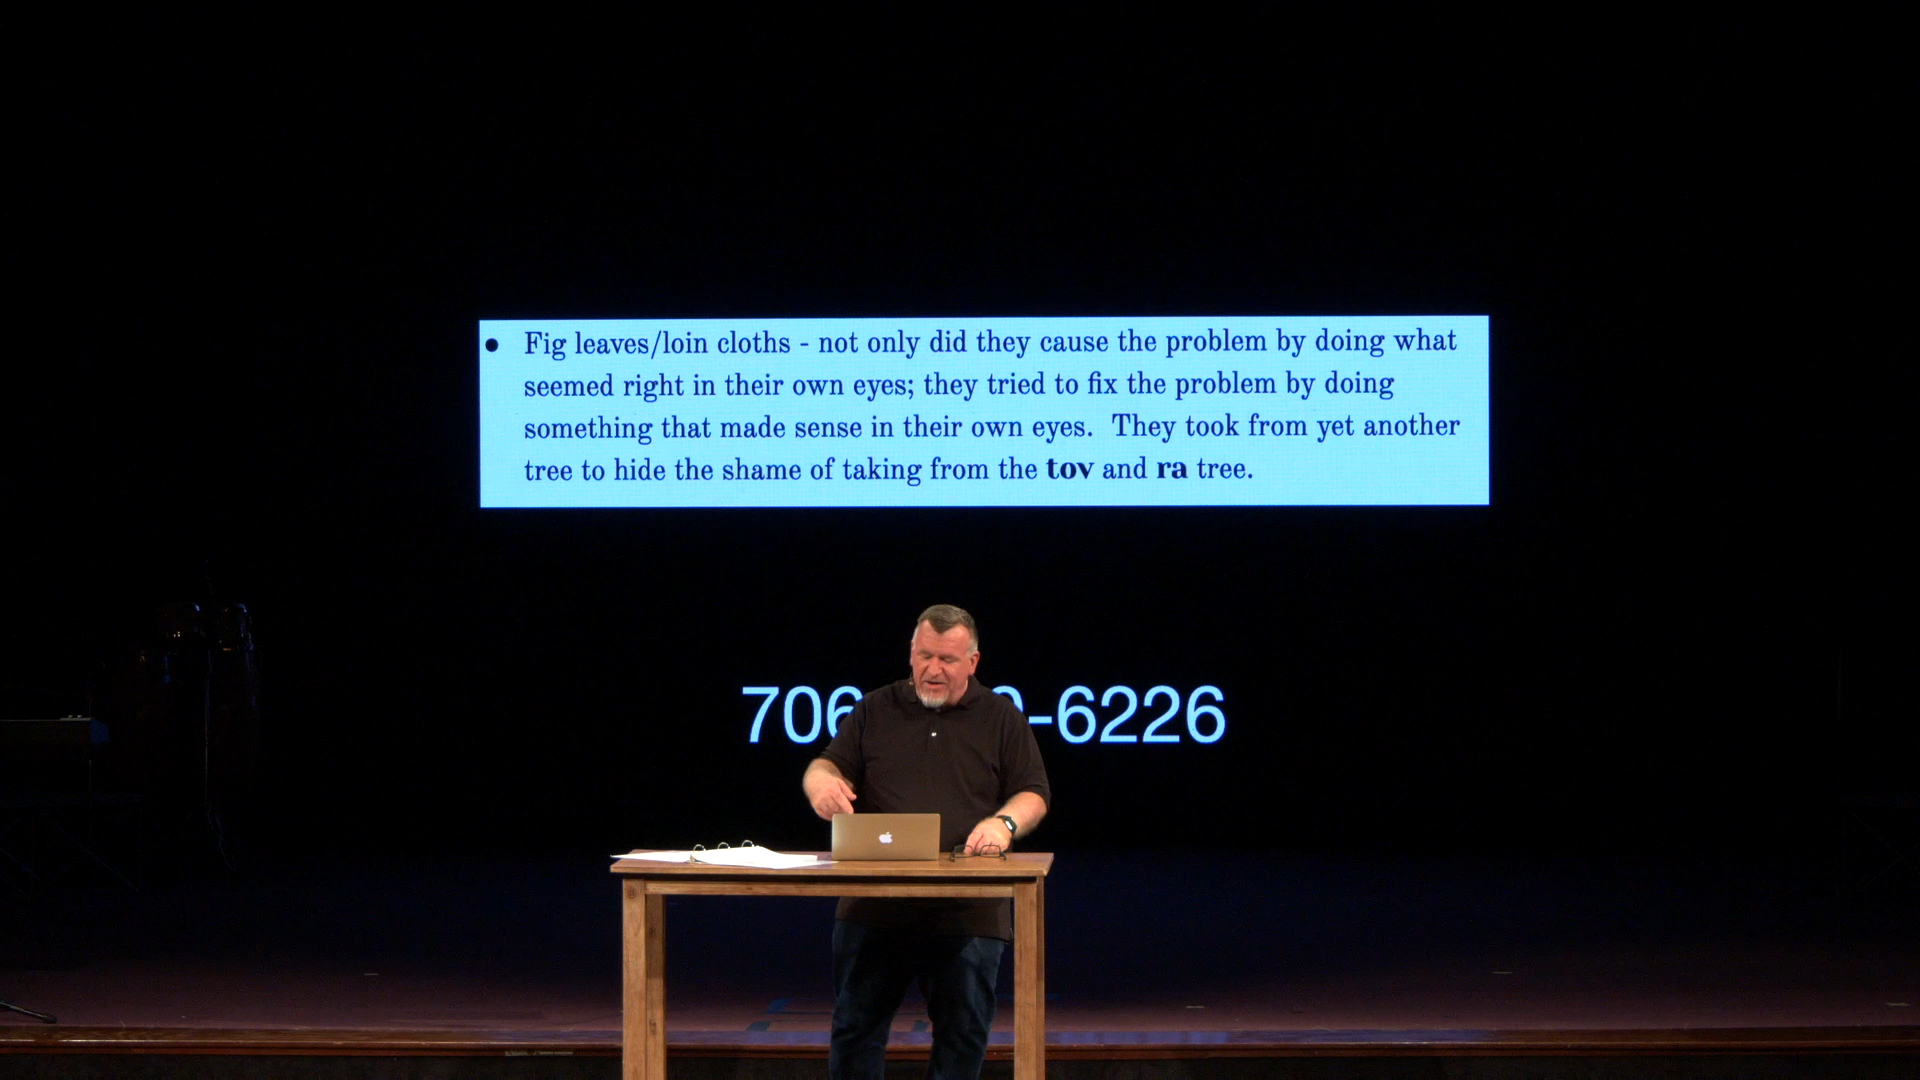 ● Fig leaves/loin cloths - not only did they cause the problem by doing what
seemed right in their own eyes; they tried to fix the problem by doing
something that made sense in their own eyes.  They took from yet another
tree to hide the shame of taking from the tov and ra tree.
-6226